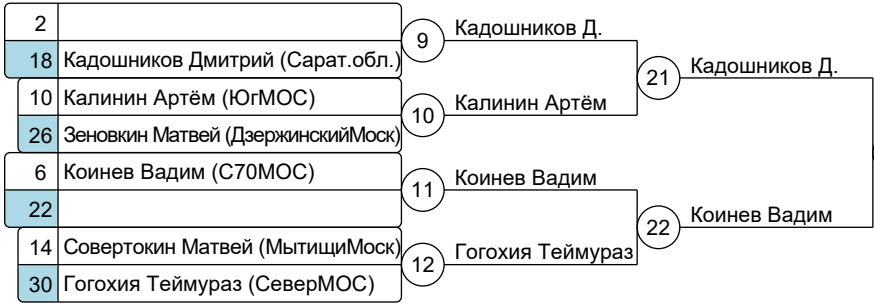 2
18 Кадошников Дмитрий (Сарат.обл.)
10 Калинин Артём (ЮгМОС)
26 Зеновкин Матвей (ДзержинскийМоск)
6 Коинев Вадим (С70МОС)
22
14 Совертокин Матвей (МытищиМоск)
30 Гогохия Теймураз (СеверМОС)
9 Кадошников Д.
10 Калинин Артём
11 Коинев Вадим
12 Гогохия Теймураз
21 Кадошников Д.
22 Коинев Вадим